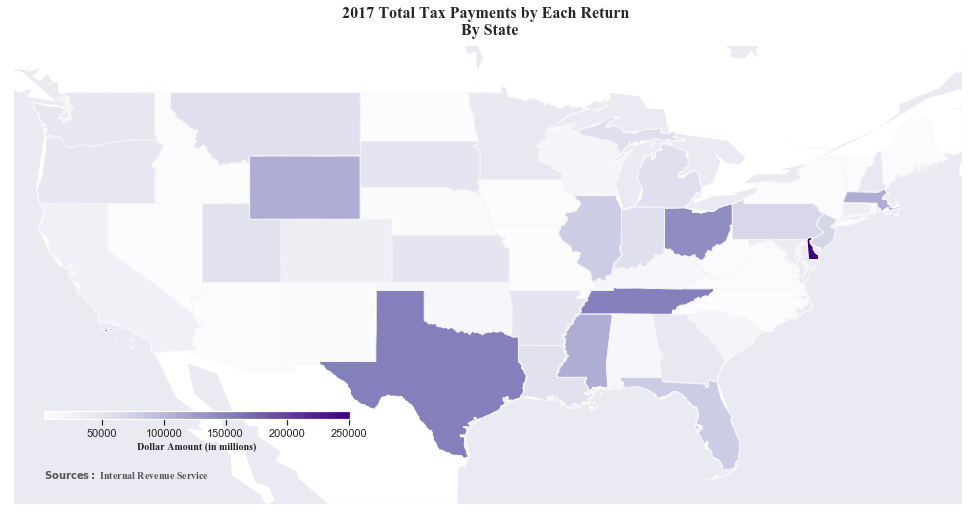 2017 Total Tax Payments by Each Return
By State
50000 100000 150000 200000 250000
Dollar Amount (in millions)
Sources: Internal Revenue Service